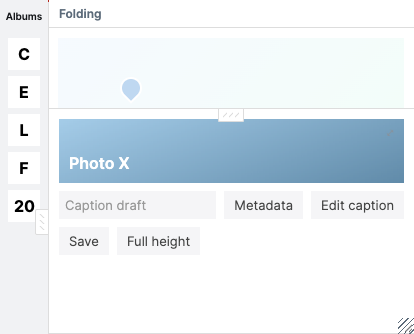 Albums
Folding
C
E
L
F
20
Photo X
Caption draft
Metadata
Edit caption
Save
Full height